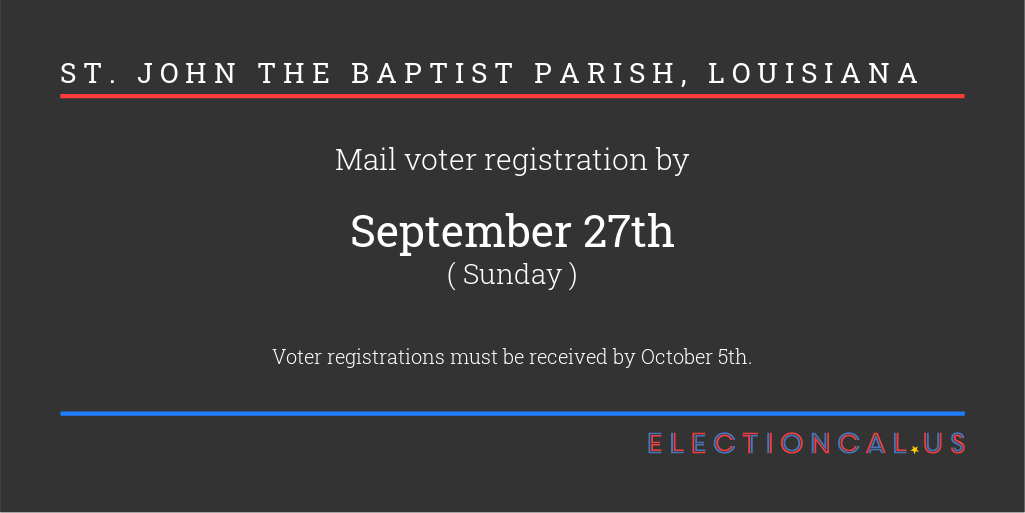 ST. JOHN THE BAPTIST PARISH, LOUISIANA
Mail voter registration by
September 27th
( Sunday )
Voter registrations must be received by October 5th.
ELECTIONCAL.US